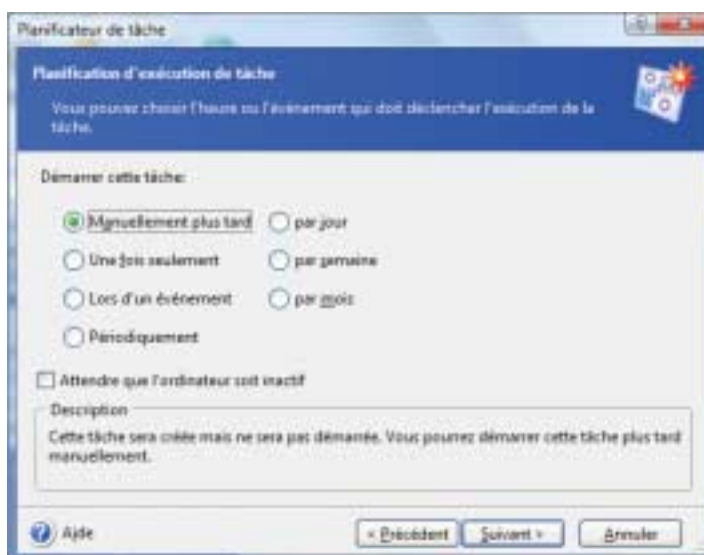 Planificateur de tâche
Planification d'exécution de tâche
Vous pouvez choisir l'heure ou l'événement qui doit déclencher l'exécution de la
tâche.
Démarrer cette tâche:
Manuellement plus tard
par jour
Une fois seulement
par semaine
Lors d'un événement
par mois
Périodiquement
Attendre que l'ordinateur soit inactif
Description
Cette tâche sera créée mais ne sera pas démarrée. Vous pourrez démarrer cette tâche plus tard
manuellement.
Aide
< Précédent
Suivant >
Annuler